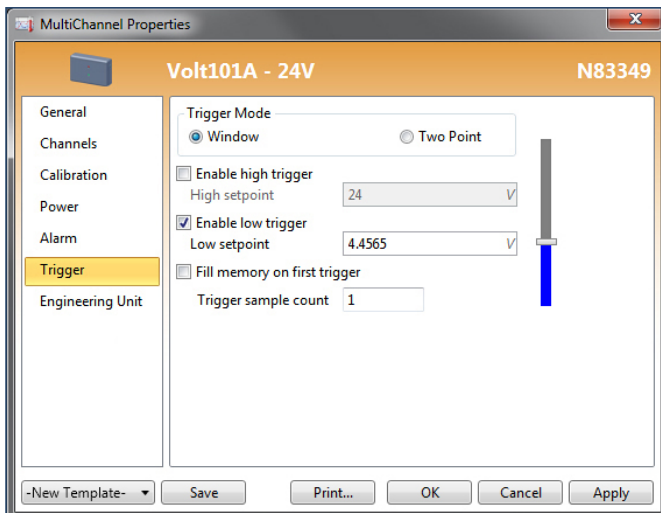 MultiChannel Properties
Volt101A - 24V N83349
General
Channels
Calibration
Power
Alarm
Trigger
Engineering Unit
Trigger Mode
Window Two Point
Enable high trigger
High setpoint 24 V
Enable low trigger
Low setpoint 4.4565 V
Fill memory on first trigger
Trigger sample count 1
-New Template- Save Print... OK Cancel Apply